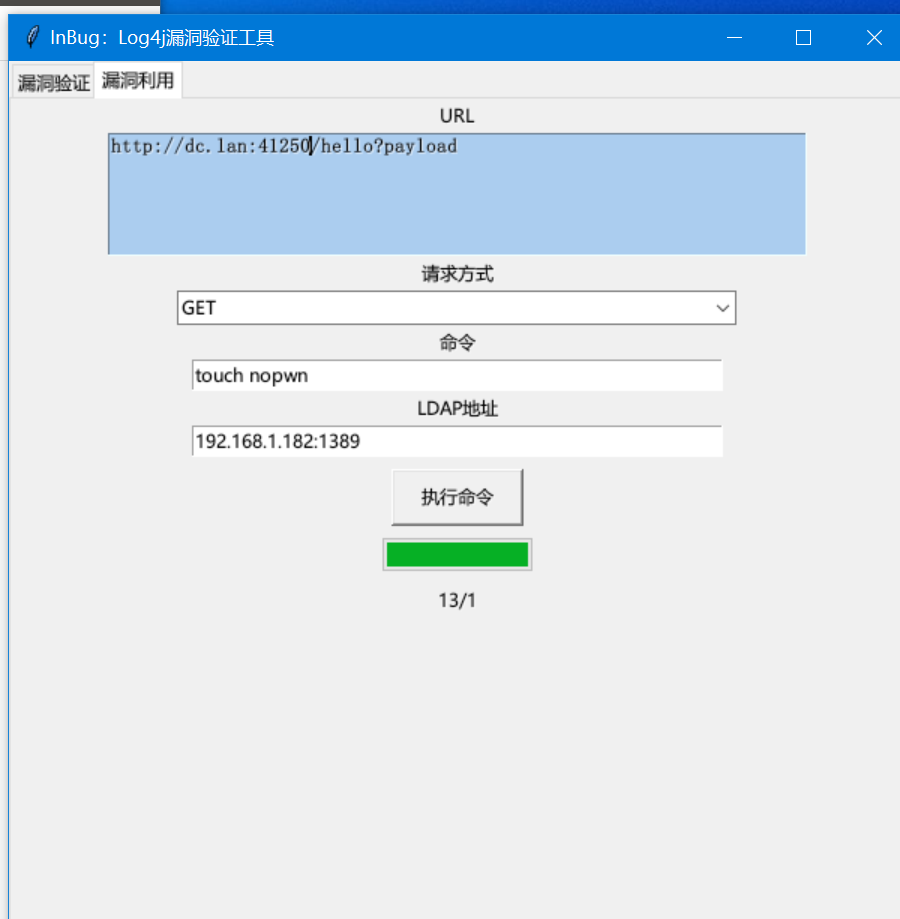 InBug：Log4j漏洞验证工具
漏洞验证 漏洞利用
URL
http://dc.lan:41250/hello?payload
请求方式
GET
命令
touch nopwn
LDAP地址
192.168.1.182:1389
执行命令
13/1